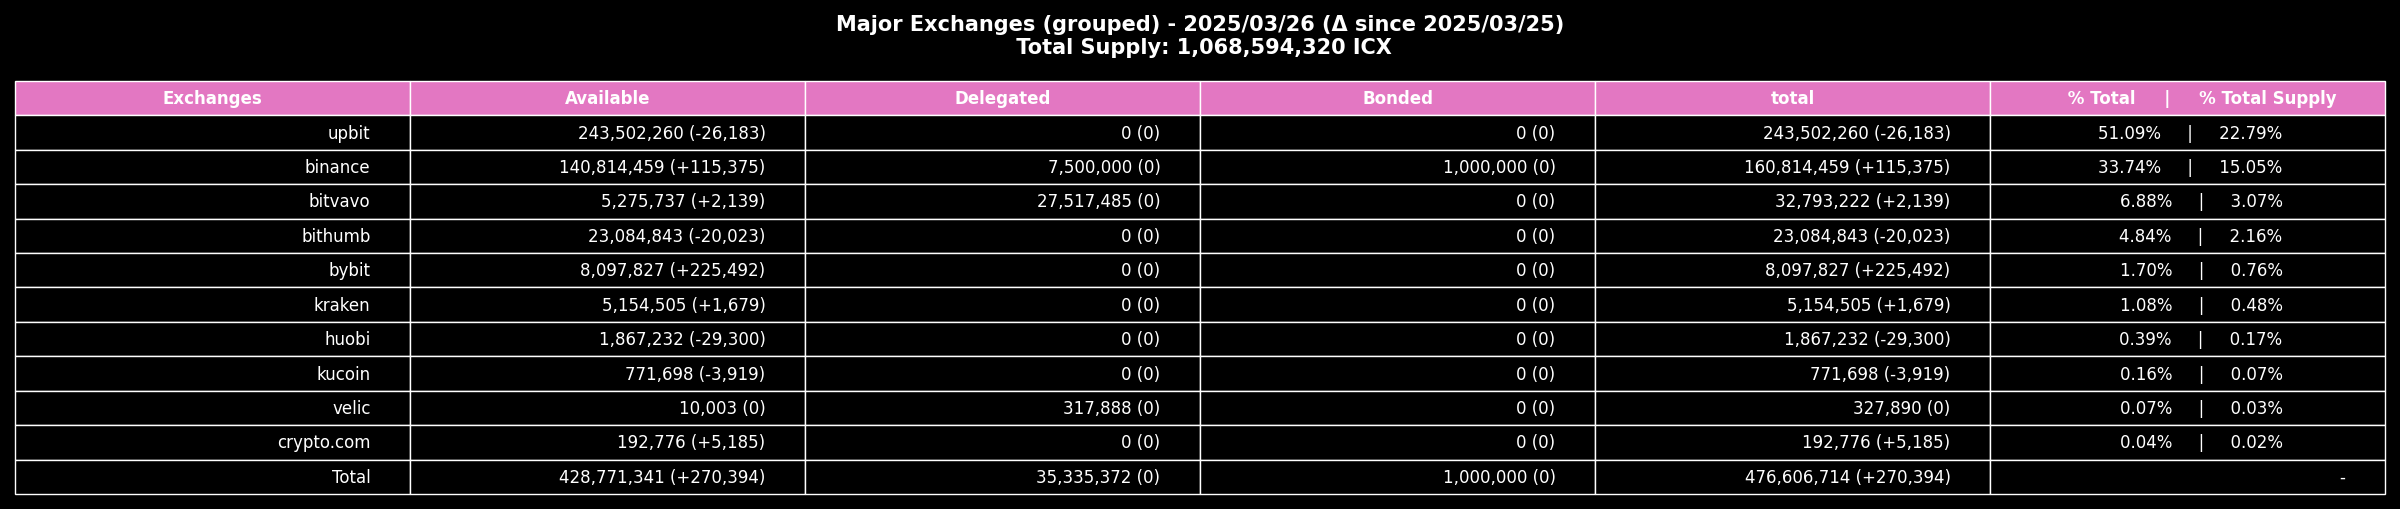 Major Exchanges (grouped) - 2025/03/26 (Δ since 2025/03/25)
Total Supply: 1,068,594,320 ICX
Exchanges Available Delegated Bonded total % Total | % Total Supply
upbit 243,502,260 (-26,183) 0 (0) 0 (0) 243,502,260 (-26,183) 51.09% | 22.79%
binance 140,814,459 (+115,375) 7,500,000 (0) 1,000,000 (0) 160,814,459 (+115,375) 33.74% | 15.05%
bitvavo 5,275,737 (+2,139) 27,517,485 (0) 0 (0) 32,793,222 (+2,139) 6.88% | 3.07%
bithumb 23,084,843 (-20,023) 0 (0) 0 (0) 23,084,843 (-20,023) 4.84% | 2.16%
bybit 8,097,827 (+225,492) 0 (0) 0 (0) 8,097,827 (+225,492) 1.70% | 0.76%
kraken 5,154,505 (+1,679) 0 (0) 0 (0) 5,154,505 (+1,679) 1.08% | 0.48%
huobi 1,867,232 (-29,300) 0 (0) 0 (0) 1,867,232 (-29,300) 0.39% | 0.17%
kucoin 771,698 (-3,919) 0 (0) 0 (0) 771,698 (-3,919) 0.16% | 0.07%
velic 10,003 (0) 317,888 (0) 0 (0) 327,890 (0) 0.07% | 0.03%
crypto.com 192,776 (+5,185) 0 (0) 0 (0) 192,776 (+5,185) 0.04% | 0.02%
Total 428,771,341 (+270,394) 35,335,372 (0) 1,000,000 (0) 476,606,714 (+270,394) -